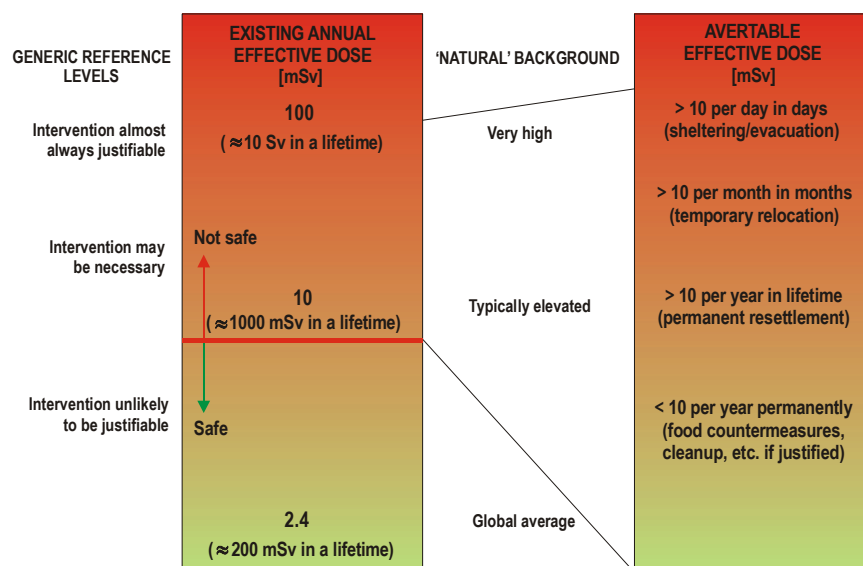 GENERIC REFERENCE
LEVELS
Intervention almost
always justifiable
Intervention may
be necessary
Intervention unlikely
to be justifiable
EXISTING ANNUAL
EFFECTIVE DOSE
[mSv]
100
( ≈10 Sv in a lifetime)
Not safe
10
( ≈1000 mSv in a lifetime)
Safe
2.4
( ≈200 mSv in a lifetime)
‘NATURAL’ BACKGROUND
Very high
Typically elevated
Global average
AVERTABLE
EFFECTIVE DOSE
[mSv]
> 10 per day in days
(sheltering/evacuation)
> 10 per month in months
(temporary relocation)
> 10 per year in lifetime
(permanent resettlement)
< 10 per year permanently
(food countermeasures,
cleanup, etc. if justified)